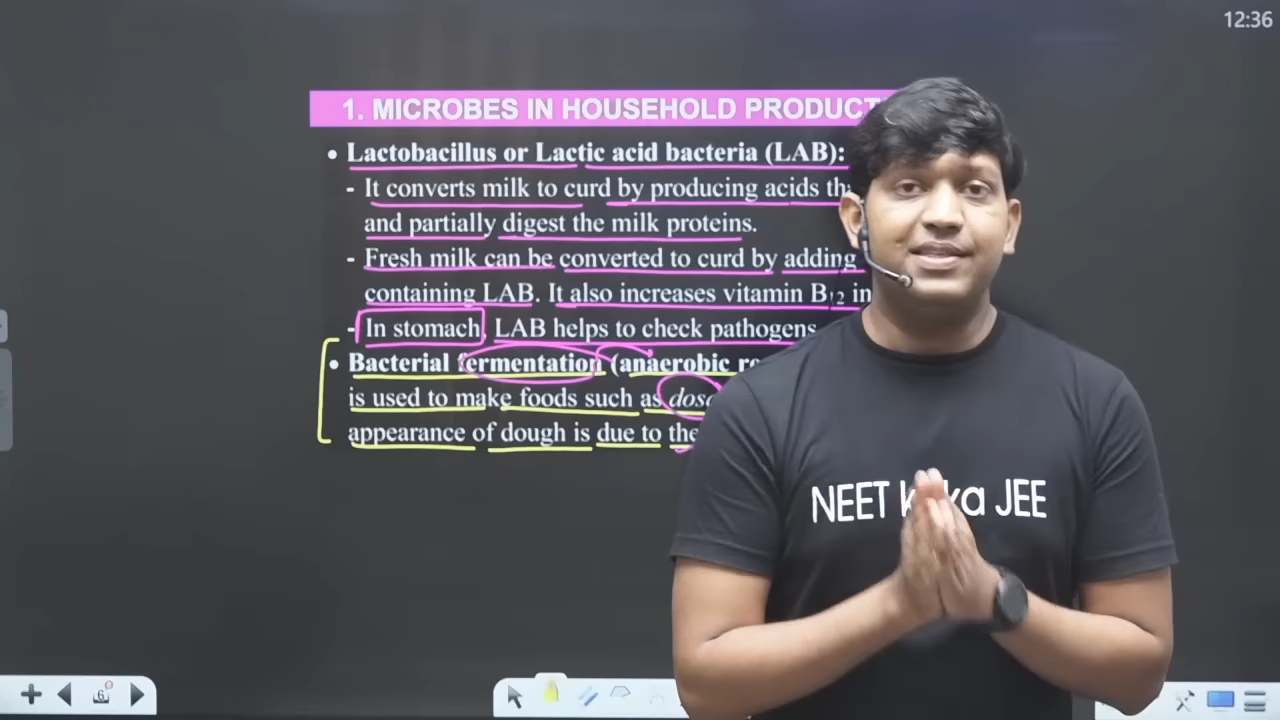 12:36
1. MICROBES IN HOUSEHOLD PRODUCT
• Lactobacillus or Lactic acid bacteria (LAB):
- It converts milk to curd by producing acids
and partially digest the milk proteins.
- Fresh milk can be converted to curd by adding
containing LAB. It also increases vitamin B₁₂ in
- In stomach, LAB helps to check pathogens
• Bacterial fermentation (anaerobic
is used to make foods such as
appearance of dough is due to the
NEET JEE
6